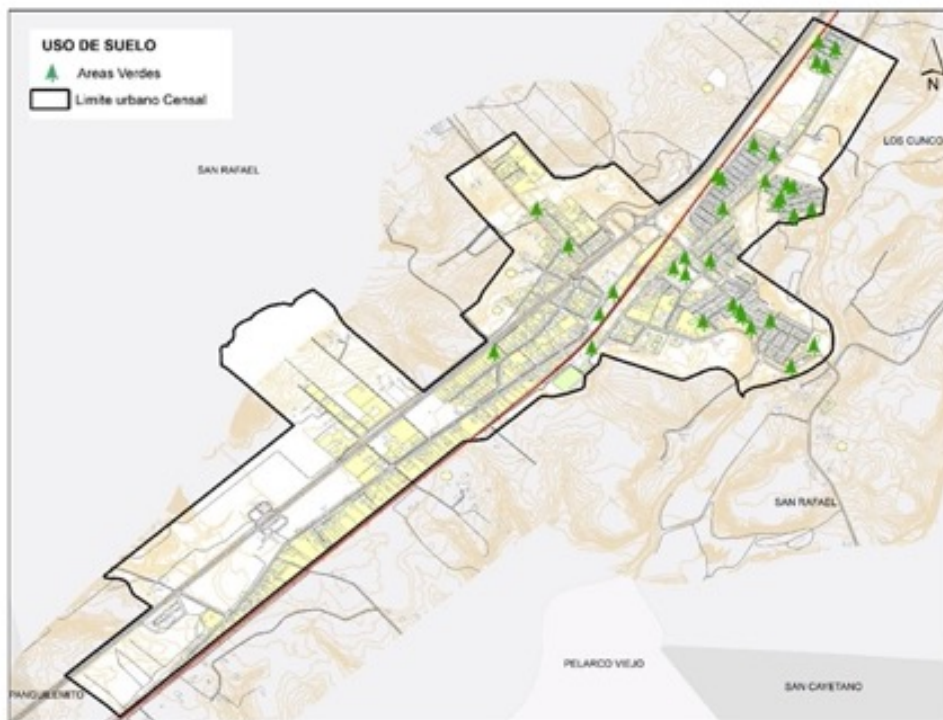 USO DE SUELO
Areas Verdes
Limite urbano Censal
N
LOS CUNCO
SAN RAFAEL
SAN RAFAEL
PELARCO VIEJO
SAN CAYETANO
PANGUILEMITO